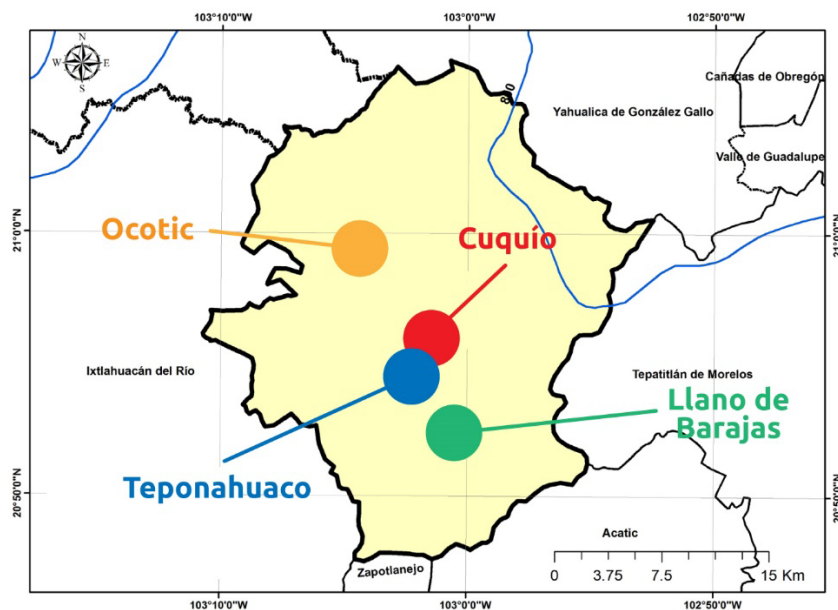 103°10'0"W
103°0'0"W
102°50'0"W
N
W E
S
800
Cañadas de Obregón
Yahualica de González Gallo
Valle de Guadalupe
21°0'0"N
Ocotic
Cuquío
21°0'0"N
Ixtlahuacán del Río
Tepatitlán de Morelos
Llano de
Barajas
Teponahuaco
20°50'0"N
20°50'0"N
Acatic
Zapotlanejo
0 3.75 7.5 15 Km
103°10'0"W
103°0'0"W
102°50'0"W